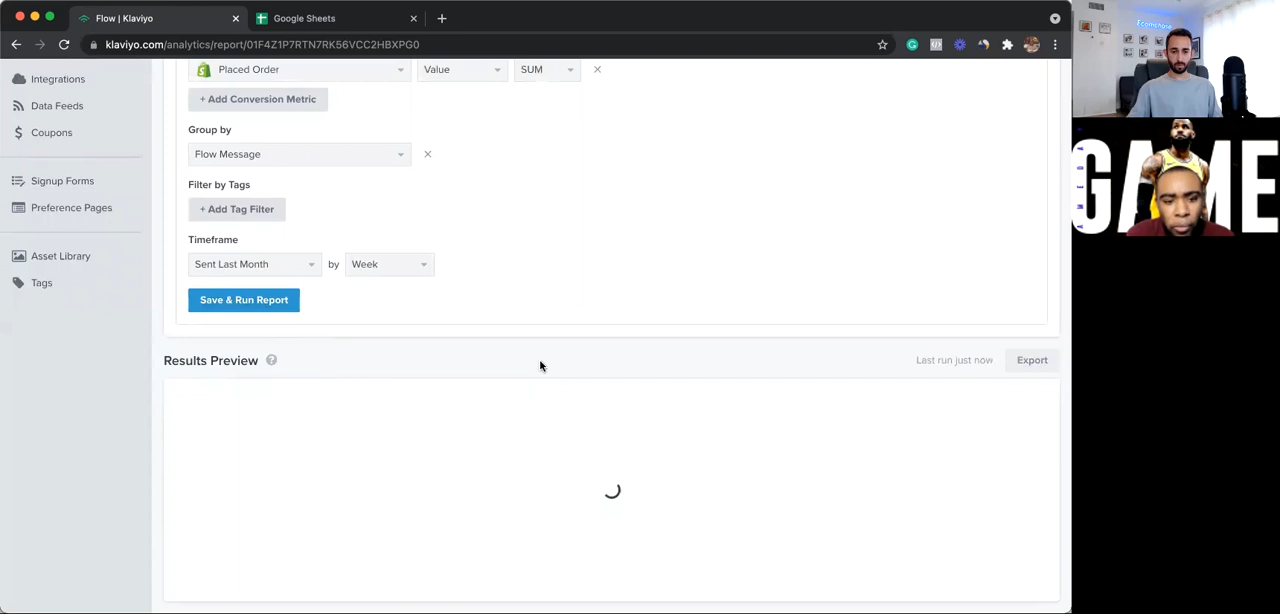 Flow | Klaviyo
Google Sheets
klaviyo.com/analytics/report/01F4Z1P7RTN7RK56VCC2HBXPG0
Integrations
Data Feeds
Coupons
Signup Forms
Preference Pages
Asset Library
Tags
Placed Order Value SUM
+ Add Conversion Metric
Group by
Flow Message
Filter by Tags
+ Add Tag Filter
Timeframe
Sent Last Month by Week
Save & Run Report
Results Preview ?
Last run just now Export
Ecomchase
GAME